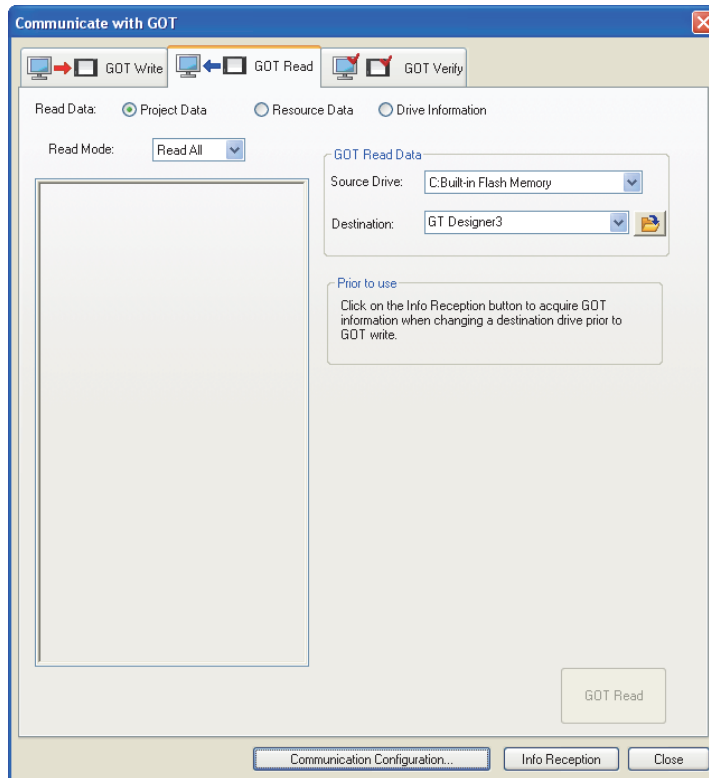 Communicate with GOT
GOT Write
GOT Read
GOT Verify
Read Data:
Project Data
Resource Data
Drive Information
Read Mode:
Read All
GOT Read Data
Source Drive:
C:Built-in Flash Memory
Destination:
GT Designer3
Prior to use
Click on the Info Reception button to acquire GOT
information when changing a destination drive prior to
GOT write.
GOT Read
Communication Configuration...
Info Reception
Close